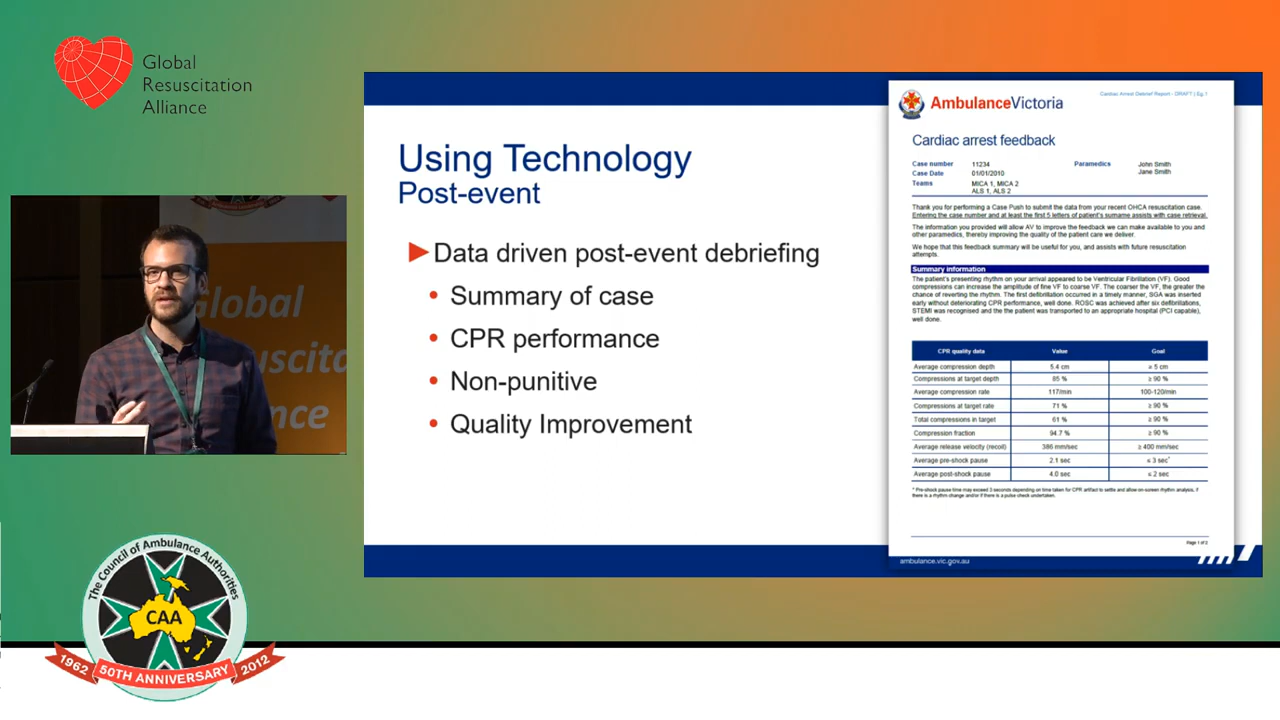 Global
Resuscitation
Alliance
Global
Resuscita
nce
The Council of Ambulance Authorities
CAA
1962 50TH ANNIVERSARY 2012
Using Technology
Post-event
Data driven post-event debriefing
• Summary of case
• CPR performance
• Non-punitive
• Quality Improvement
Cardiac Arrest Debrief Report - DRAFT | Eg.1
AmbulanceVictoria
Cardiac arrest feedback
Case number 11234 Paramedics John Smith
Case Date 01/01/2010 Jane Smith
Teams MICA 1, MICA 2
ALS 1, ALS 2
Thank you for performing a Case Push to submit the data from your recent OHCA resuscitation case.
Entering the case number and at least the first 5 letters of patient's surname assists with case retrieval.
The information you provided will allow AV to improve the feedback we can make available to you and
other paramedics, thereby improving the quality of the patient care we deliver.
We hope that this feedback summary will be useful for you, and assists with future resuscitation
attempts.
Summary information
The patient's presenting rhythm on your arrival appeared to be Ventricular Fibrillation (VF). Good
compressions can increase the amplitude of fine VF to coarse VF. The coarser the VF, the greater the
chance of reverting the rhythm. The first defibrillation occurred in a timely manner, SGA was inserted
early without deteriorating CPR performance, well done. ROSC was achieved after six defibrillations,
STEMI was recognised and the the patient was transported to an appropriate hospital (PCI capable),
well done.
CPR quality data Value Goal
Average compression depth 5.4 cm ≥ 5 cm
Compressions at target depth 85 % ≥ 90 %
Average compression rate 117/min 100-120/min
Compressions at target rate 71 % ≥ 90 %
Total compressions in target 61 % ≥ 90 %
Compression fraction 94.7 % ≥ 90 %
Average release velocity (recoil) 386 mm/sec ≥ 400 mm/sec
Average pre-shock pause 2.1 sec ≤ 3 sec*
Average post-shock pause 4.0 sec ≤ 2 sec
* Pre-shock pause time may exceed 3 seconds depending on time taken for CPR artifact to settle and allow on-screen rhythm analysis, if
there is a rhythm change and/or if there is a pulse check undertaken.
Page 1 of 2
ambulance.vic.gov.au